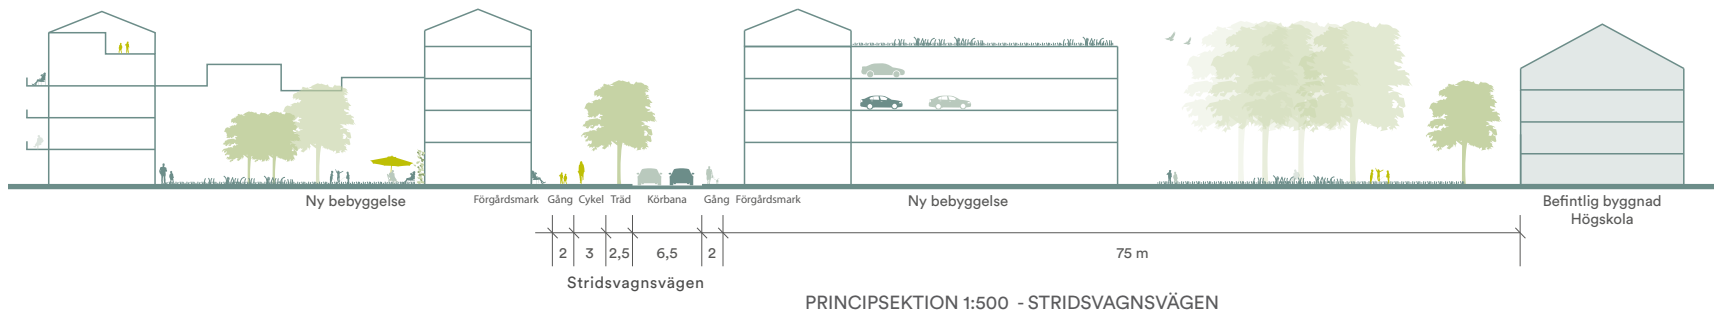 Ny bebyggelse
Förgårdsmark Gång Cykel Träd Körbana Gång Förgårdsmark
Ny bebyggelse
Befintlig byggnad
Högskola
2 3 2,5 6,5 2 75 m
Stridsvagnsvägen
PRINCIPSEKTION 1:500 - STRIDSVAGNSVÄGEN